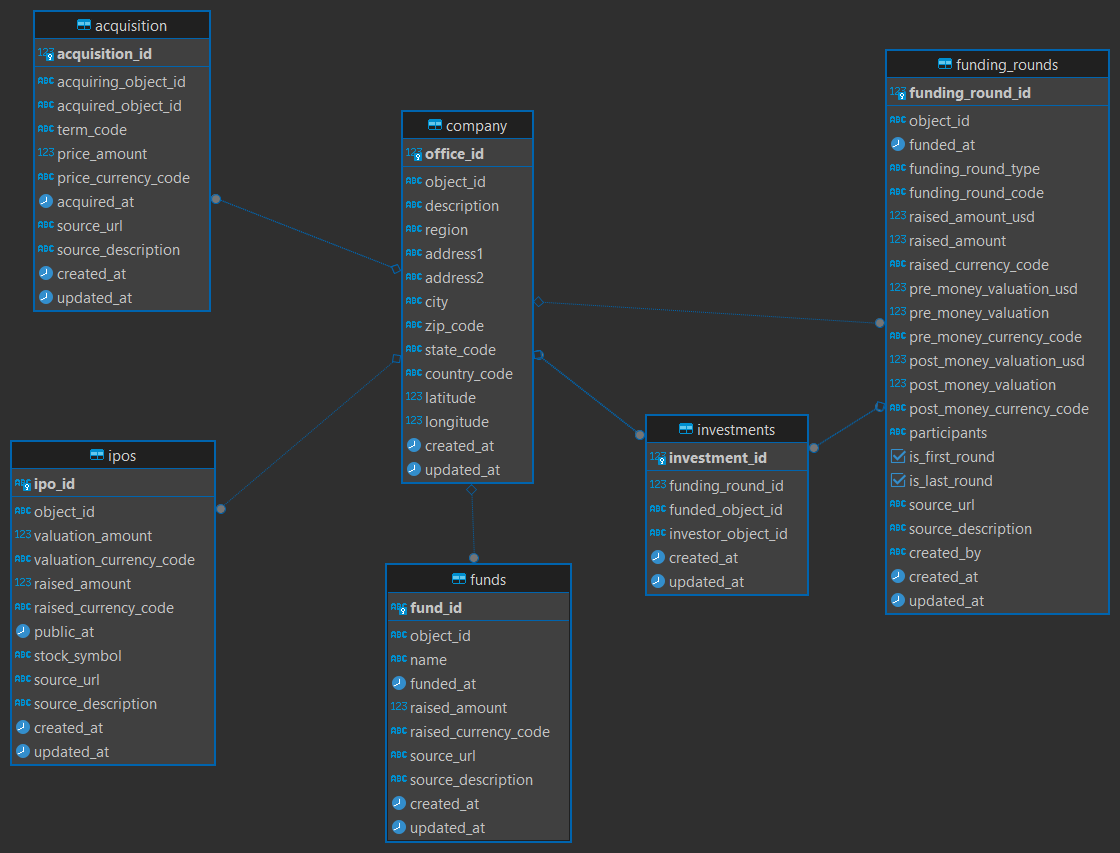 acquisition
acquisition_id
acquiring_object_id
acquired_object_id
term_code
price_amount
price_currency_code
acquired_at
source_url
source_description
created_at
updated_at
company
office_id
object_id
description
region
address1
address2
city
zip_code
state_code
country_code
latitude
longitude
created_at
updated_at
funding_rounds
funding_round_id
object_id
funded_at
funding_round_type
funding_round_code
raised_amount_usd
raised_amount
raised_currency_code
pre_money_valuation_usd
pre_money_valuation
pre_money_currency_code
post_money_valuation_usd
post_money_valuation
post_money_currency_code
participants
is_first_round
is_last_round
source_url
source_description
created_by
created_at
updated_at
investments
investment_id
funding_round_id
funded_object_id
investor_object_id
created_at
updated_at
ipos
ipo_id
object_id
valuation_amount
valuation_currency_code
raised_amount
raised_currency_code
public_at
stock_symbol
source_url
source_description
created_at
updated_at
funds
fund_id
object_id
name
funded_at
raised_amount
raised_currency_code
source_url
source_description
created_at
updated_at